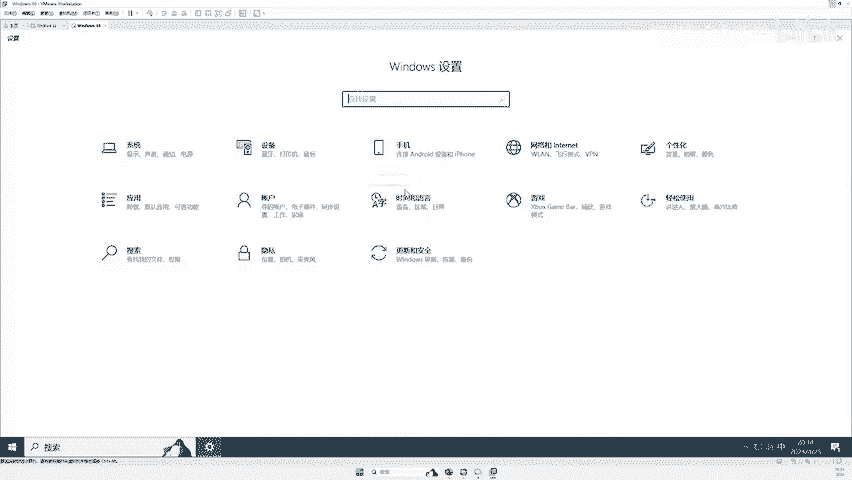 Windows 10 - VMware Workstation
设置
Windows 设置
查找设置
系统
显示、声音、通知、电源
设备
蓝牙、打印机、鼠标
手机
连接 Android 设备和 iPhone
网络和 Internet
WLAN、飞行模式、VPN
个性化
背景、锁屏、颜色
应用
卸载、默认应用、可选功能
帐户
你的帐户、电子邮件、同步设置、工作、家庭
时间和语言
语音、区域、日期
游戏
Xbox Game Bar、捕获、游戏模式
轻松使用
讲述人、放大镜、高对比度
搜索
查找我的文件、权限
隐私
位置、相机、麦克风
更新和安全
Windows 更新、恢复、备份
搜索
中
2024/4/23
搜索